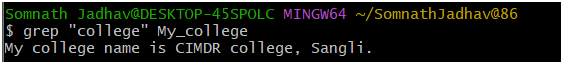 Somnath Jadhav@DESKTOP-45SPOLC MINGW64 ~/SomnathJadhav@86
$ grep "college" My_college
My college name is CIMDR college, Sangli.